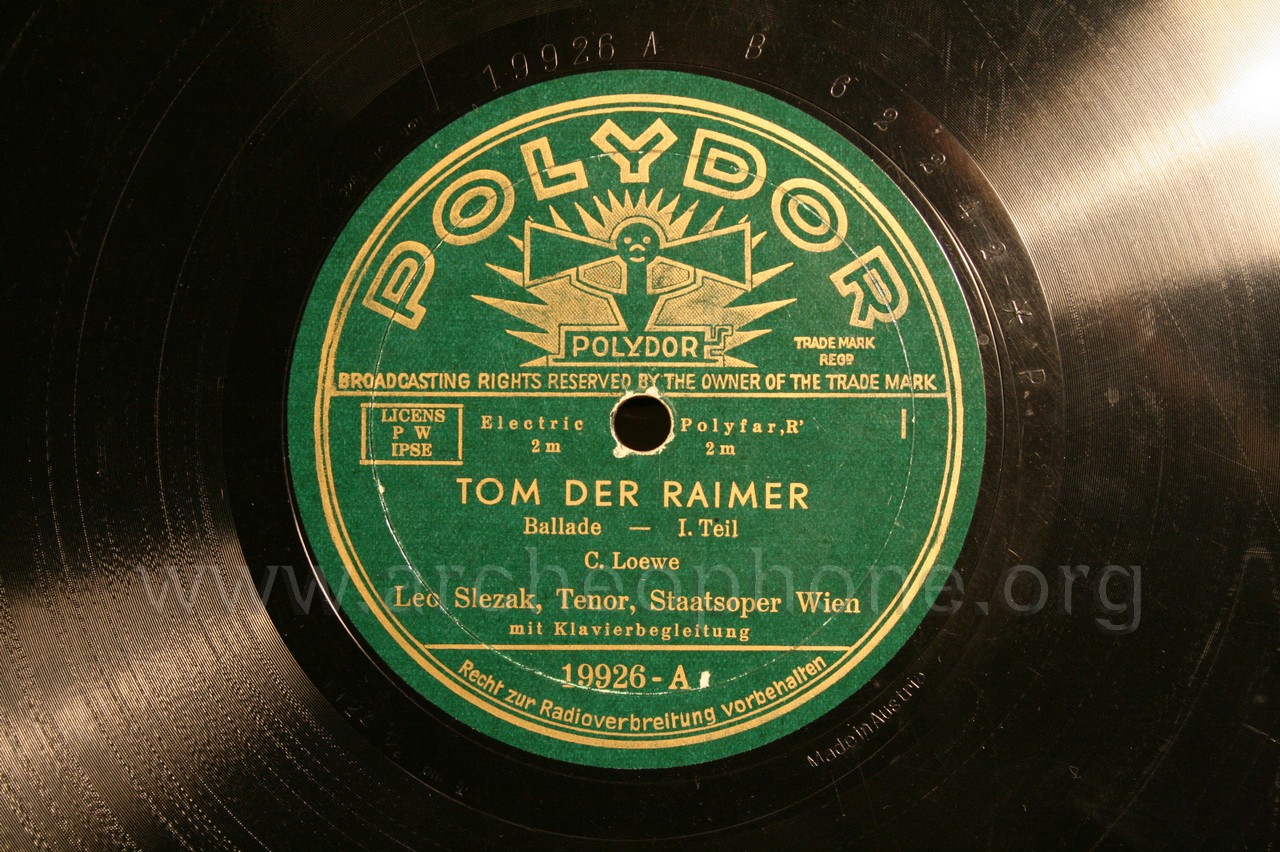 19926 A B 62242 * R
POLYDOR
POLYDOR
TRADE MARK
REGD
BROADCASTING RIGHTS RESERVED BY THE OWNER OF THE TRADE MARK
LICENS
P W
IPSE
Electric
2 m
Polyfar,R'
2 m
I
TOM DER RAIMER
Ballade — I. Teil
C. Loewe
www.archeophone.org
Leo Slezak, Tenor, Staatsoper Wien
mit Klavierbegleitung
19926 - A
Recht zur Radioverbreitung vorbehalten
Made in Austria